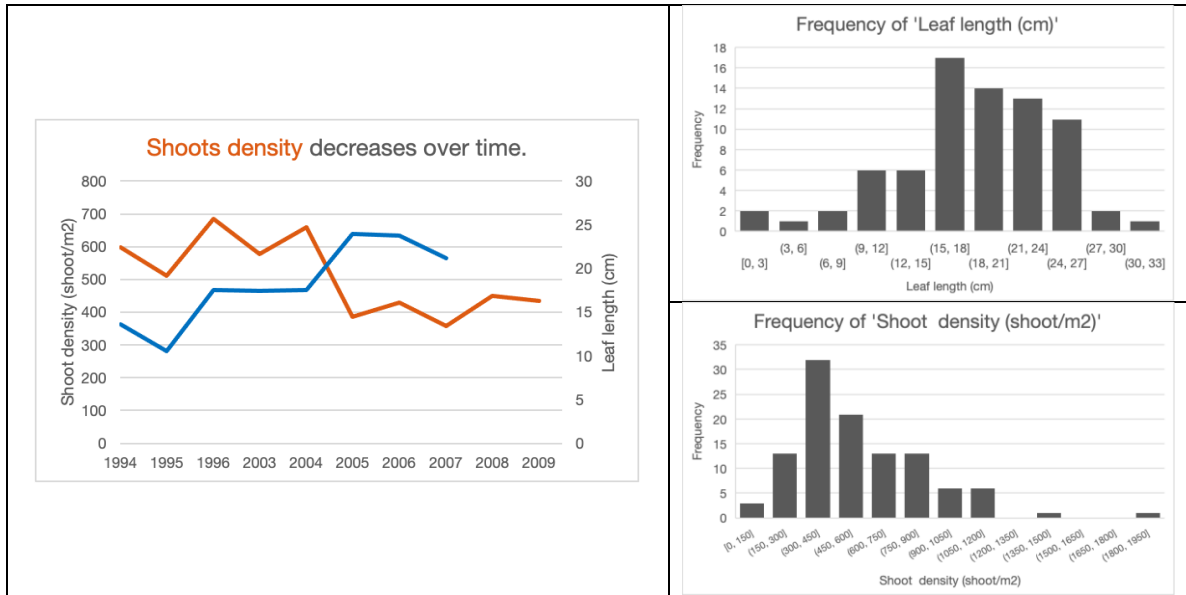 Shoots density decreases over time.
800
700
600
500
400
300
200
100
0
Shoot density (shoot/m2)
30
25
20
15
10
5
0
Leaf length (cm)
1994 1995 1996 2003 2004 2005 2006 2007 2008 2009
Frequency of 'Leaf length (cm)'
18
16
14
12
10
8
6
4
2
0
Frequency
(3, 6] (9, 12] (15, 18] (21, 24] (27, 30]
[0, 3] (6, 9] (12, 15] (18, 21] (24, 27] (30, 33]
Leaf length (cm)
Frequency of 'Shoot density (shoot/m2)'
35
30
25
20
15
10
5
0
Frequency
[0, 150] (150, 300] (300, 450] (450, 600] (600, 750] (750, 900] (900, 1050] (1050, 1200] (1200, 1350] (1350, 1500] (1500, 1650] (1650, 1800] (1800, 1950]
Shoot density (shoot/m2)